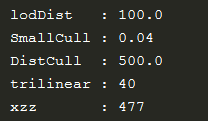 lodDist    : 100.0
SmallCull  : 0.04
DistCull   : 500.0
trilinear  : 40
xzz        : 477